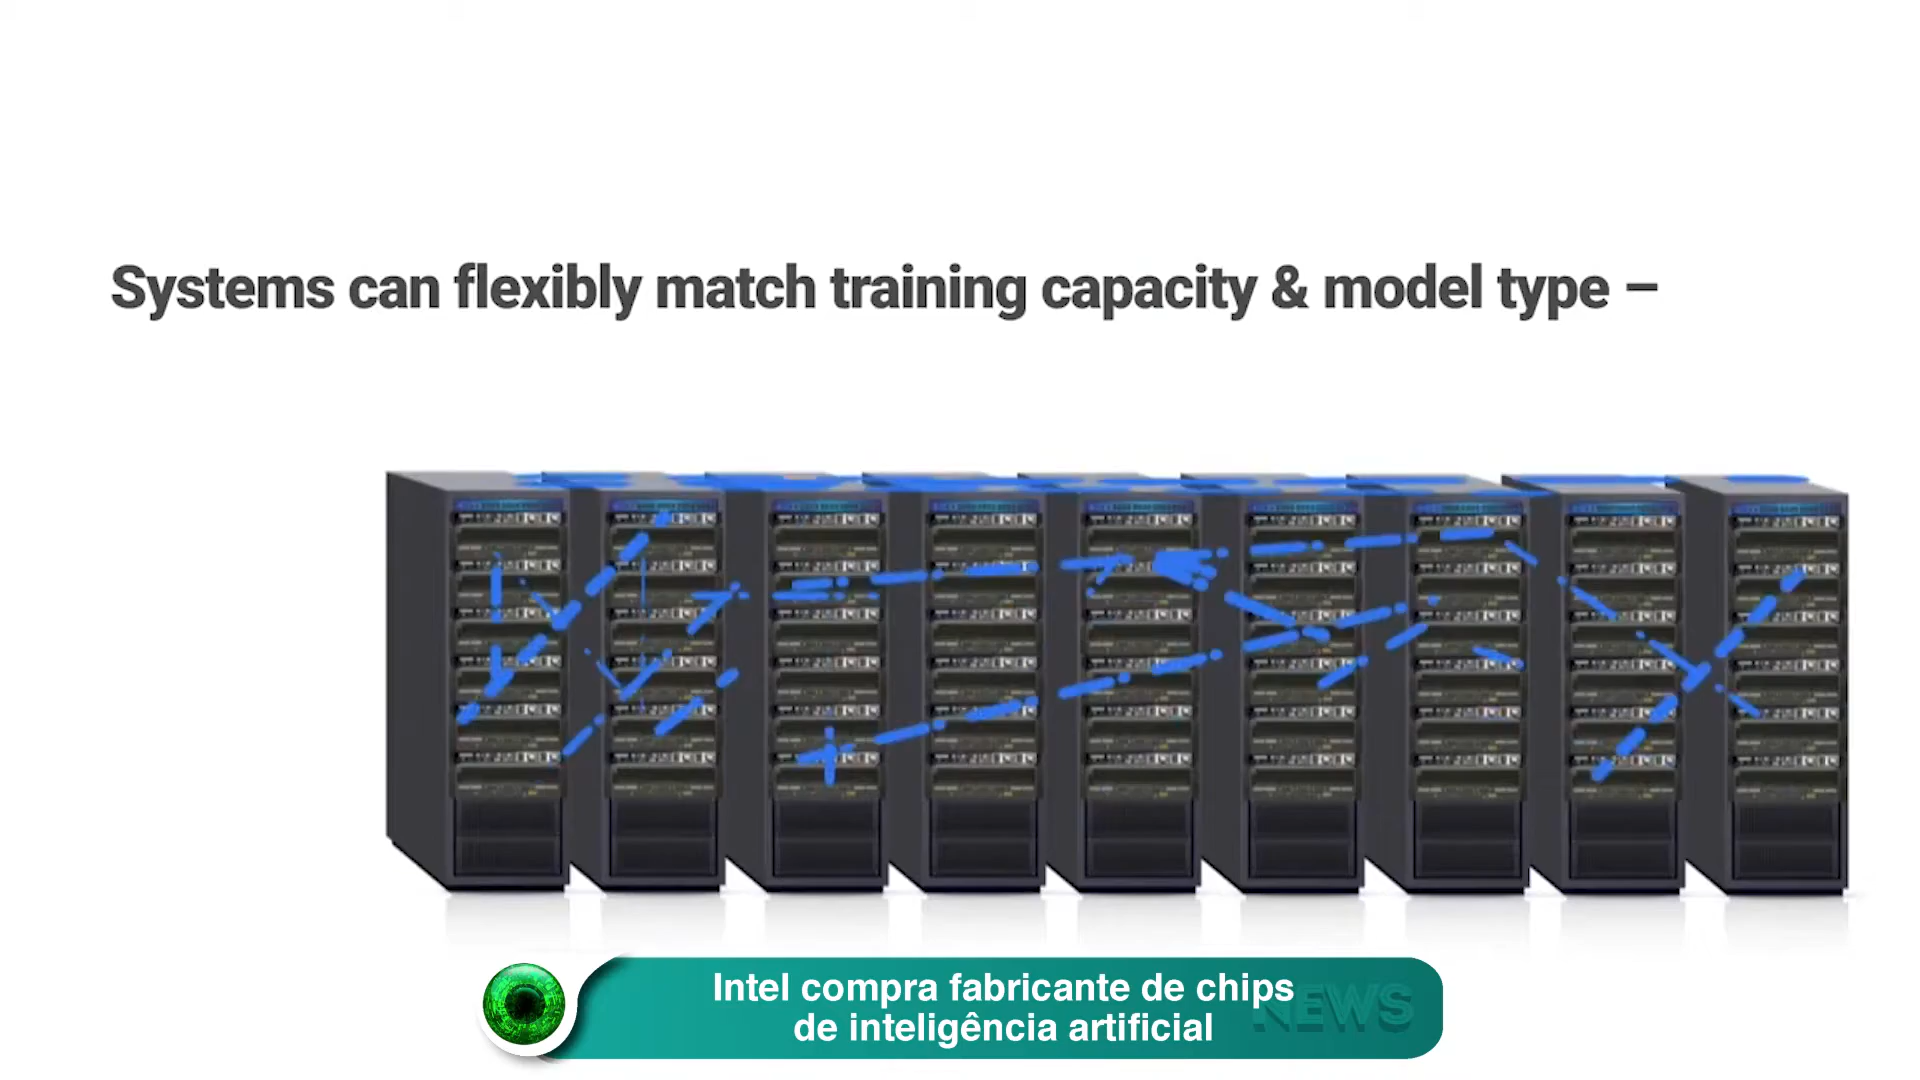 Systems can flexibly match training capacity & model type –
Intel compra fabricante de chips
de inteligência artificial
NEWS